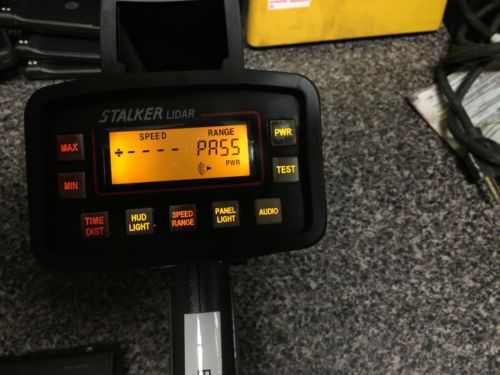 STALKER LIDAR
SPEED RANGE
+---- PASS
PWR
MAX
MIN
PWR
TEST
TIME
DIST
HUD
LIGHT
SPEED
RANGE
PANEL
LIGHT
AUDIO